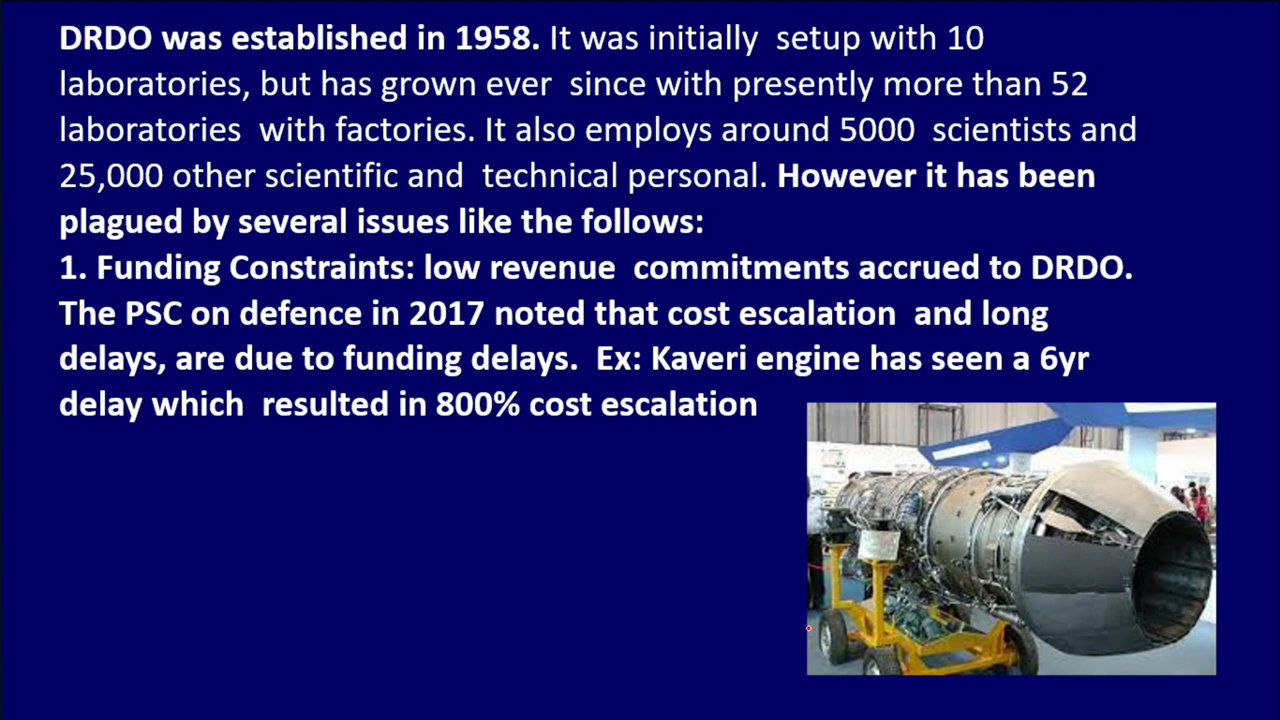 DRDO was established in 1958. It was initially setup with 10
laboratories, but has grown ever since with presently more than 52
laboratories with factories. It also employs around 5000 scientists and
25,000 other scientific and technical personal. However it has been
plagued by several issues like the follows:
1. Funding Constraints: low revenue commitments accrued to DRDO.
The PSC on defence in 2017 noted that cost escalation and long
delays, are due to funding delays. Ex: Kaveri engine has seen a 6yr
delay which resulted in 800% cost escalation